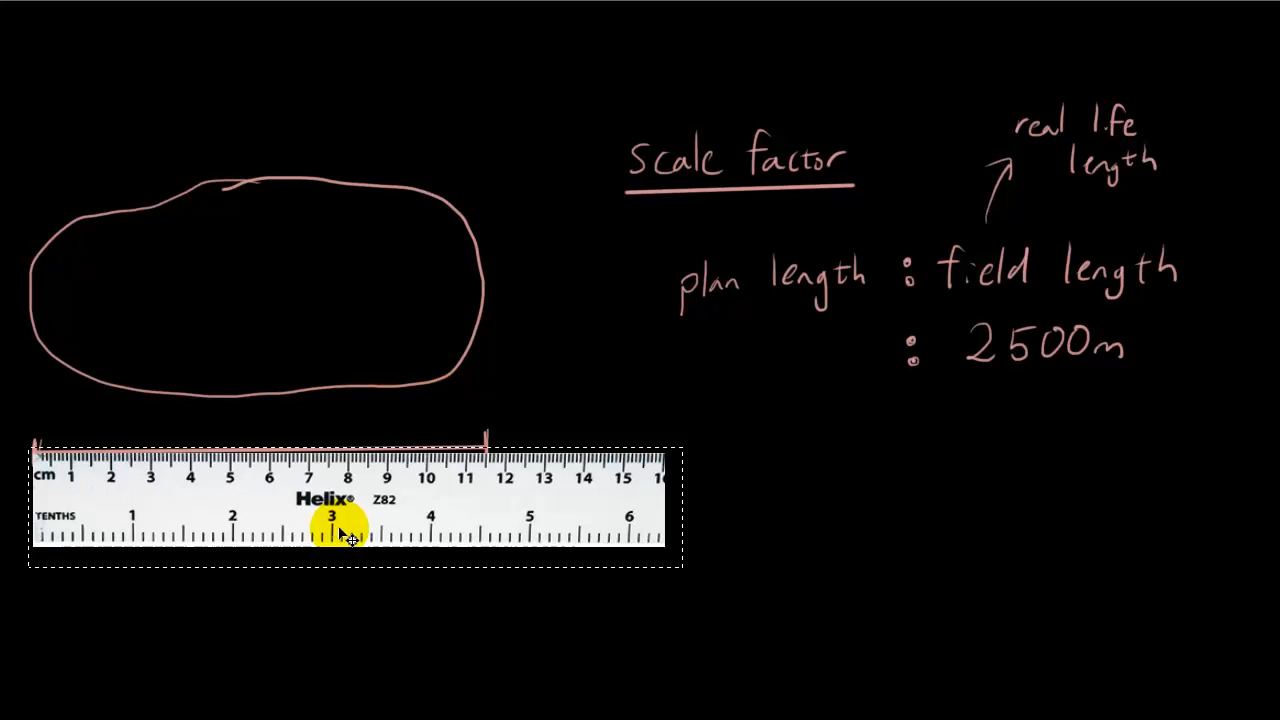 real life
length
scale factor
plan length : field length
: 2500m
cm 1 2 3 4 5 6 7 8 9 10 11 12 13 14 15 16
Helix® Z82
TENTHS 1 2 3 4 5 6